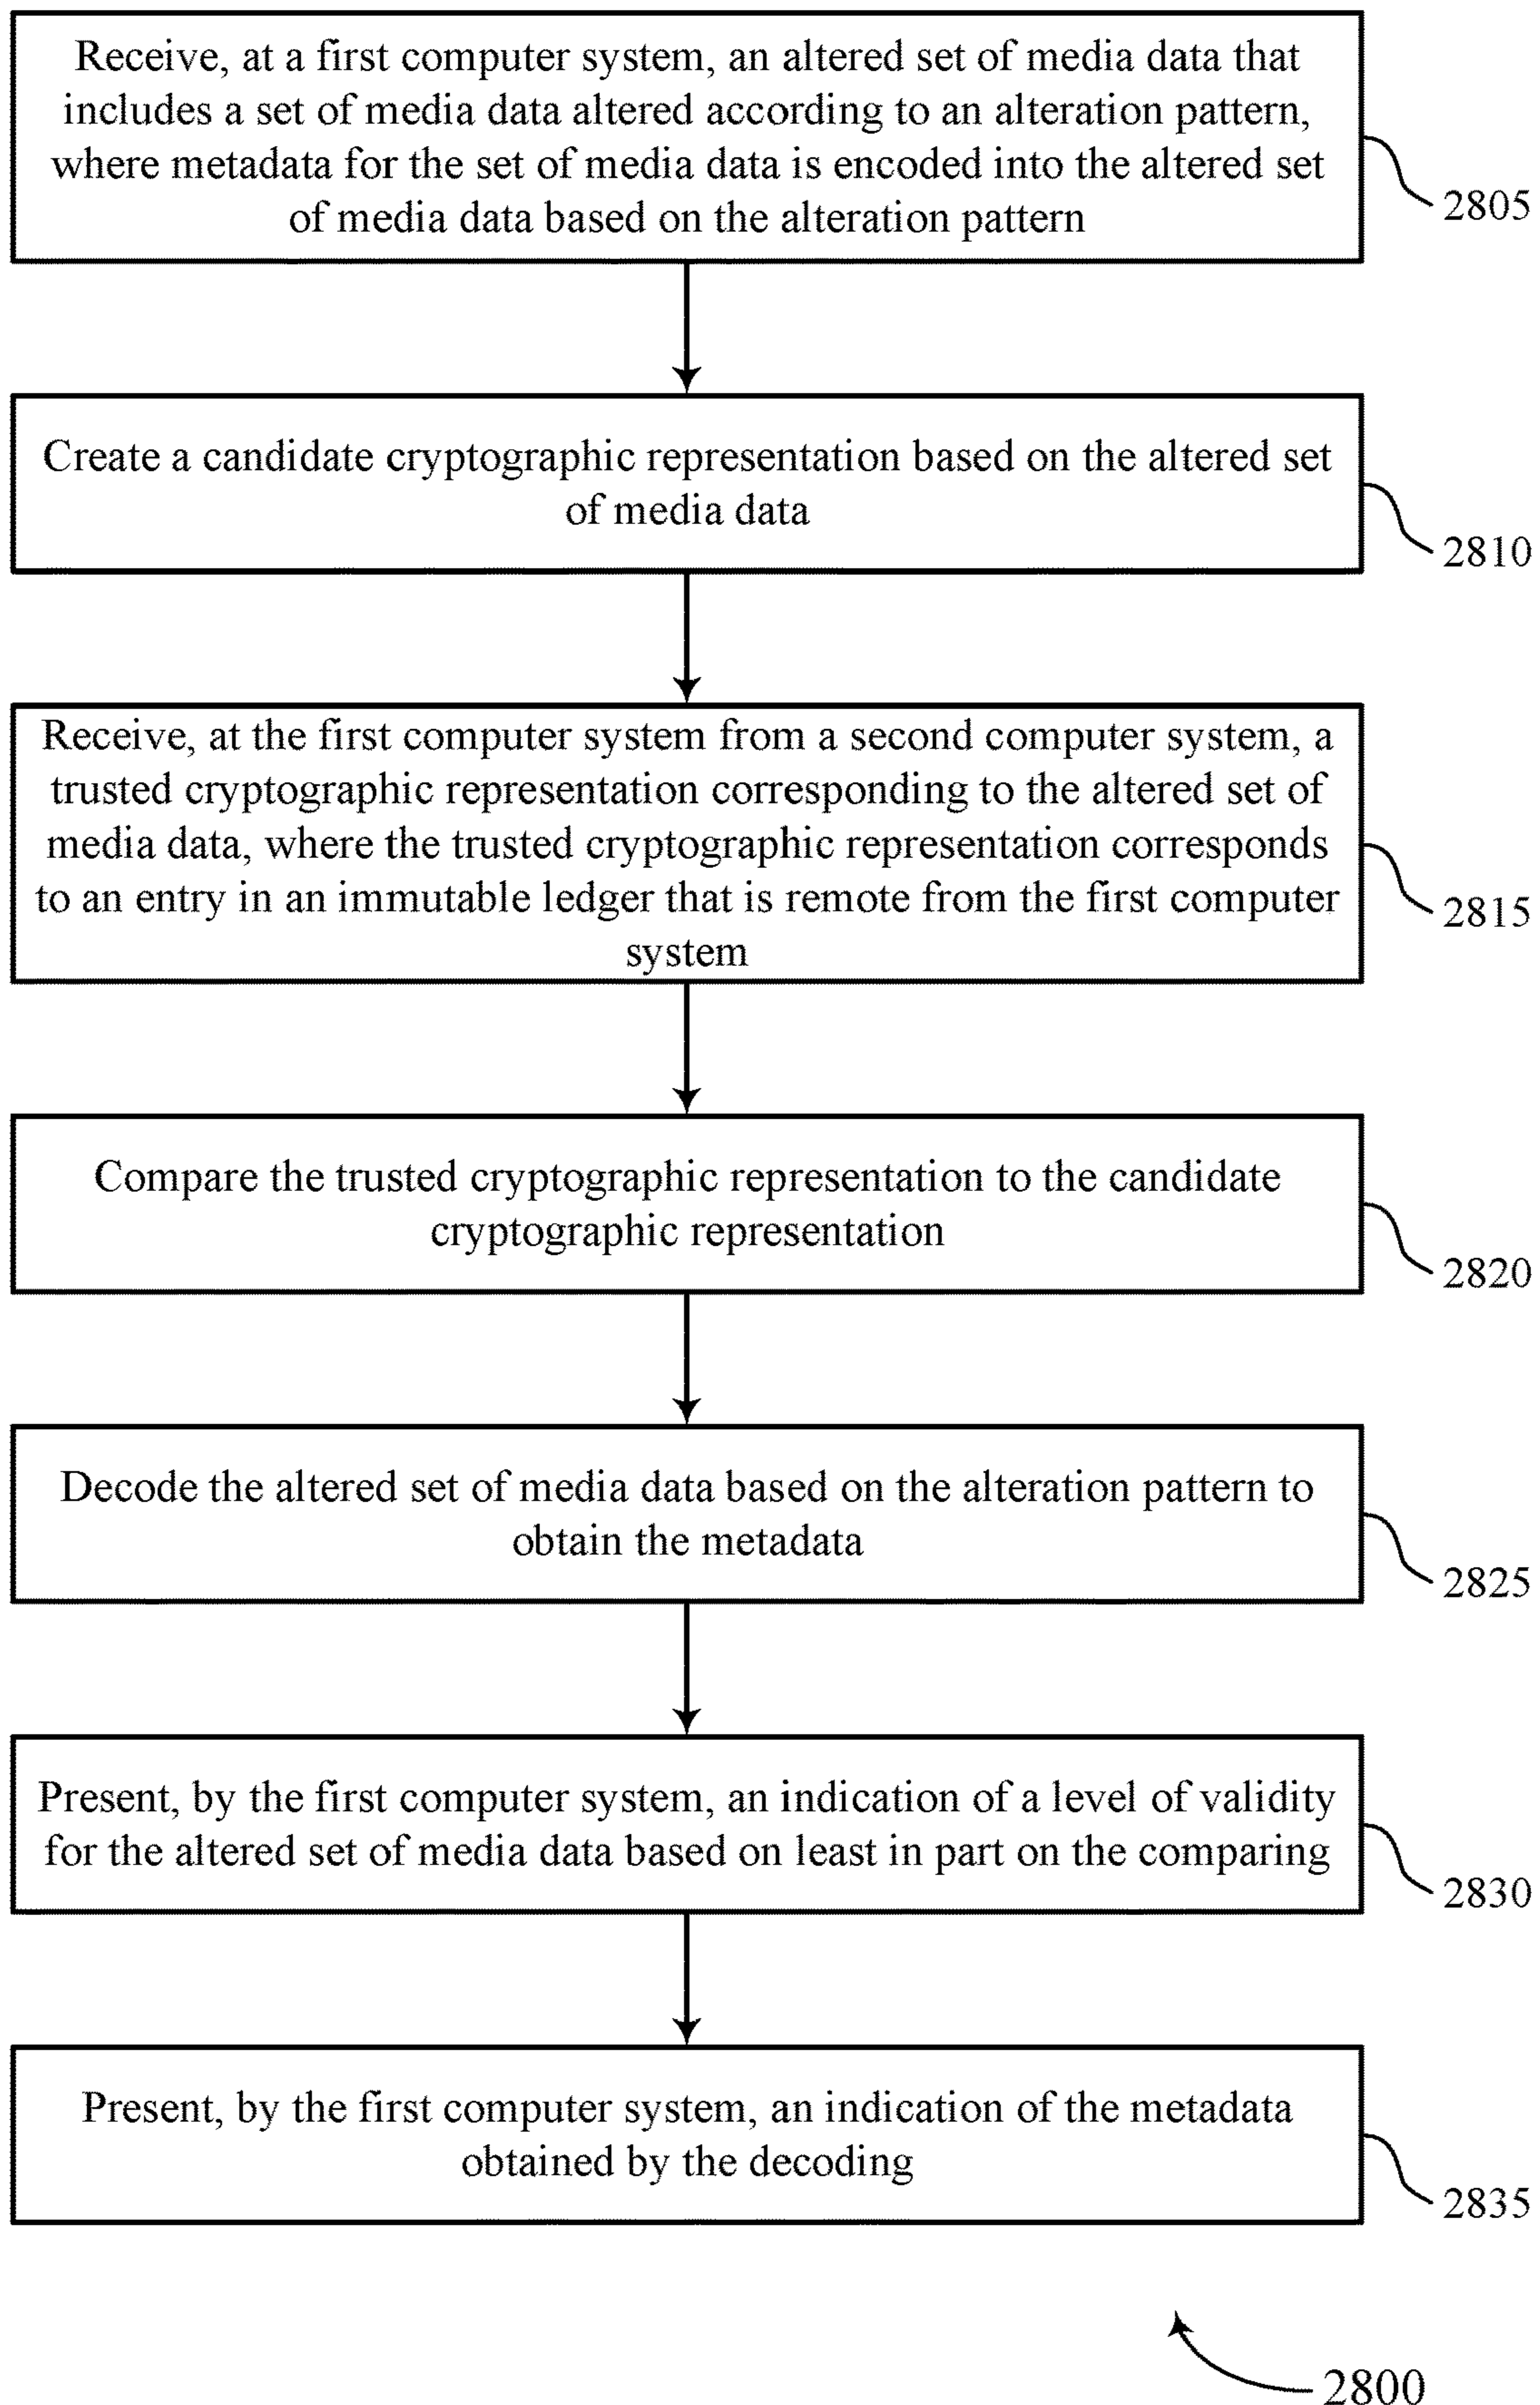 Receive, at a first computer system, an altered set of media data that
includes a set of media data altered according to an alteration pattern,
where metadata for the set of media data is encoded into the altered set
of media data based on the alteration pattern
2805
Create a candidate cryptographic representation based on the altered set
of media data
2810
Receive, at the first computer system from a second computer system, a
trusted cryptographic representation corresponding to the altered set of
media data, where the trusted cryptographic representation corresponds
to an entry in an immutable ledger that is remote from the first computer
system
2815
Compare the trusted cryptographic representation to the candidate
cryptographic representation
2820
Decode the altered set of media data based on the alteration pattern to
obtain the metadata
2825
Present, by the first computer system, an indication of a level of validity
for the altered set of media data based on least in part on the comparing
2830
Present, by the first computer system, an indication of the metadata
obtained by the decoding
2835
2800